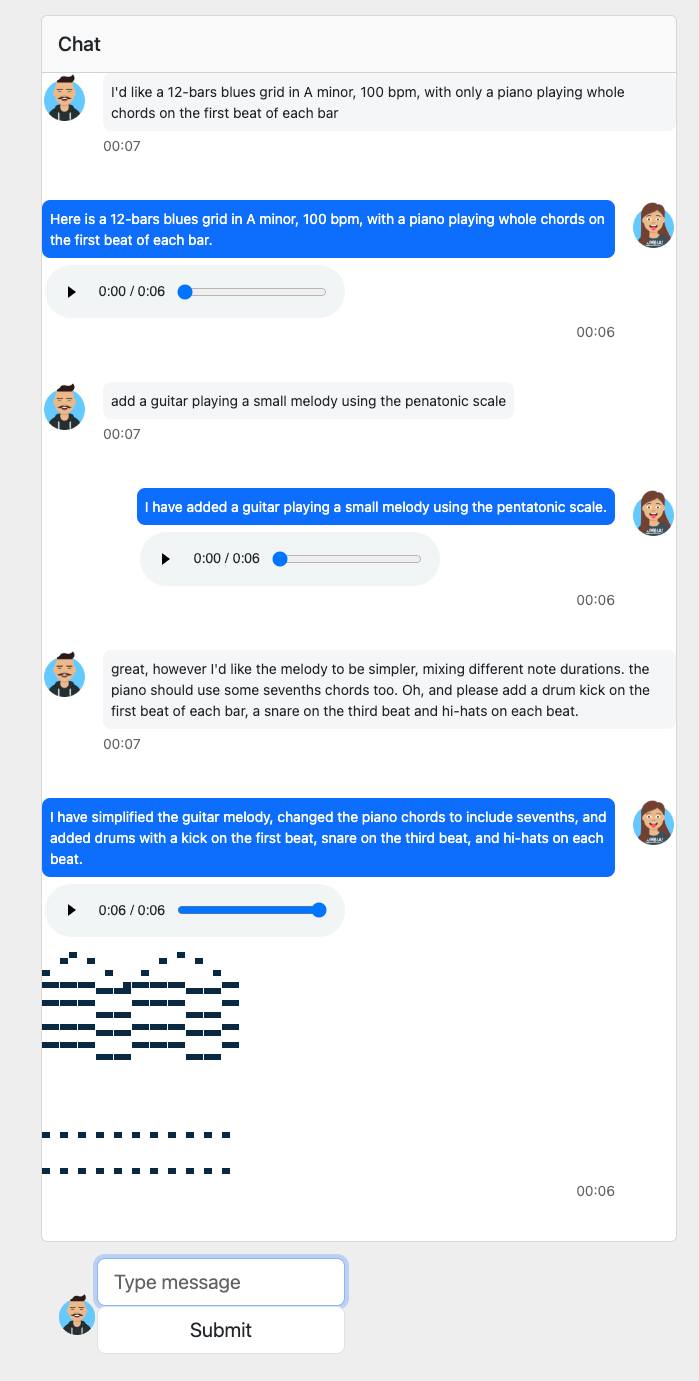 Chat
I'd like a 12-bars blues grid in A minor, 100 bpm, with only a piano playing whole
chords on the first beat of each bar
00:07
Here is a 12-bars blues grid in A minor, 100 bpm, with a piano playing whole chords on
the first beat of each bar.
0:00 / 0:06
00:06
add a guitar playing a small melody using the penatonic scale
00:07
I have added a guitar playing a small melody using the pentatonic scale.
0:00 / 0:06
00:06
great, however I'd like the melody to be simpler, mixing different note durations. the
piano should use some sevenths chords too. Oh, and please add a drum kick on the
first beat of each bar, a snare on the third beat and hi-hats on each beat.
00:07
I have simplified the guitar melody, changed the piano chords to include sevenths, and
added drums with a kick on the first beat, snare on the third beat, and hi-hats on each
beat.
0:06 / 0:06
00:06
Type message
Submit